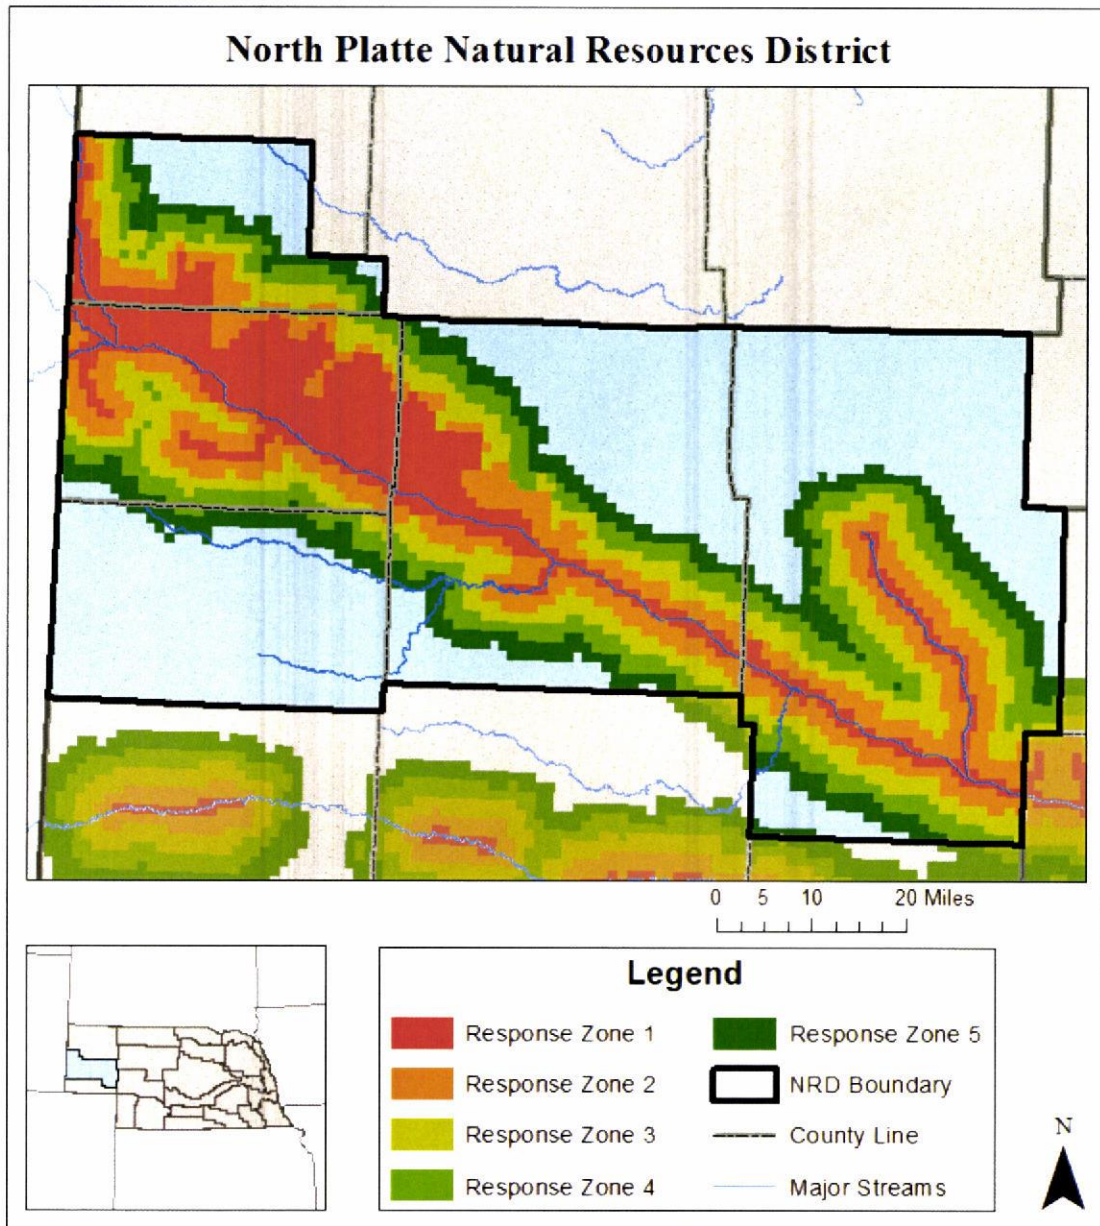 North Platte Natural Resources District
0 5 10 20 Miles
Legend
Response Zone 1
Response Zone 2
Response Zone 3
Response Zone 4
Response Zone 5
NRD Boundary
County Line
Major Streams
N